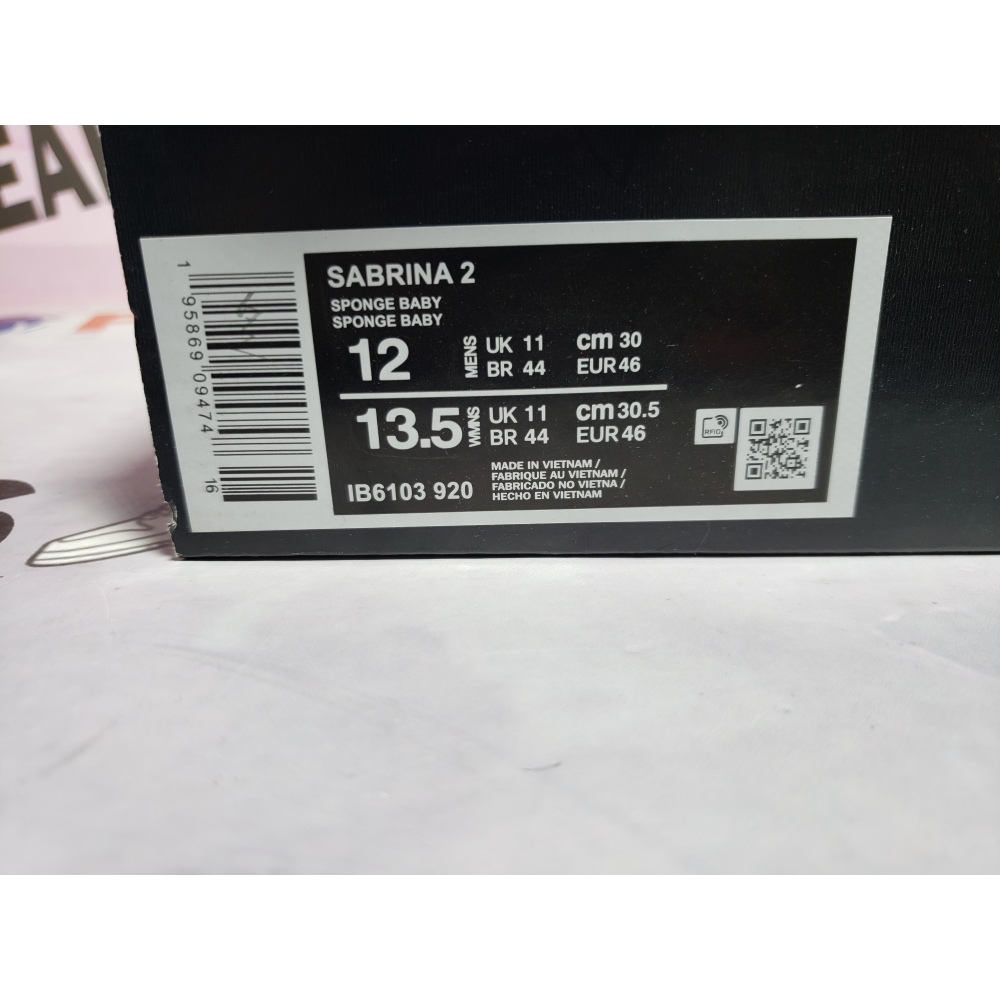 SABRINA 2
SPONGE BABY
SPONGE BABY
12 MENS UK 11 cm 30
BR 44 EUR 46
13.5 WMNS UK 11 cm 30.5
BR 44 EUR 46
IB6103 920
MADE IN VIETNAM /
FABRIQUE AU VIETNAM /
FABRICADO NO VIETNA /
HECHO EN VIETNAM
RFID
1 95869 09474 16